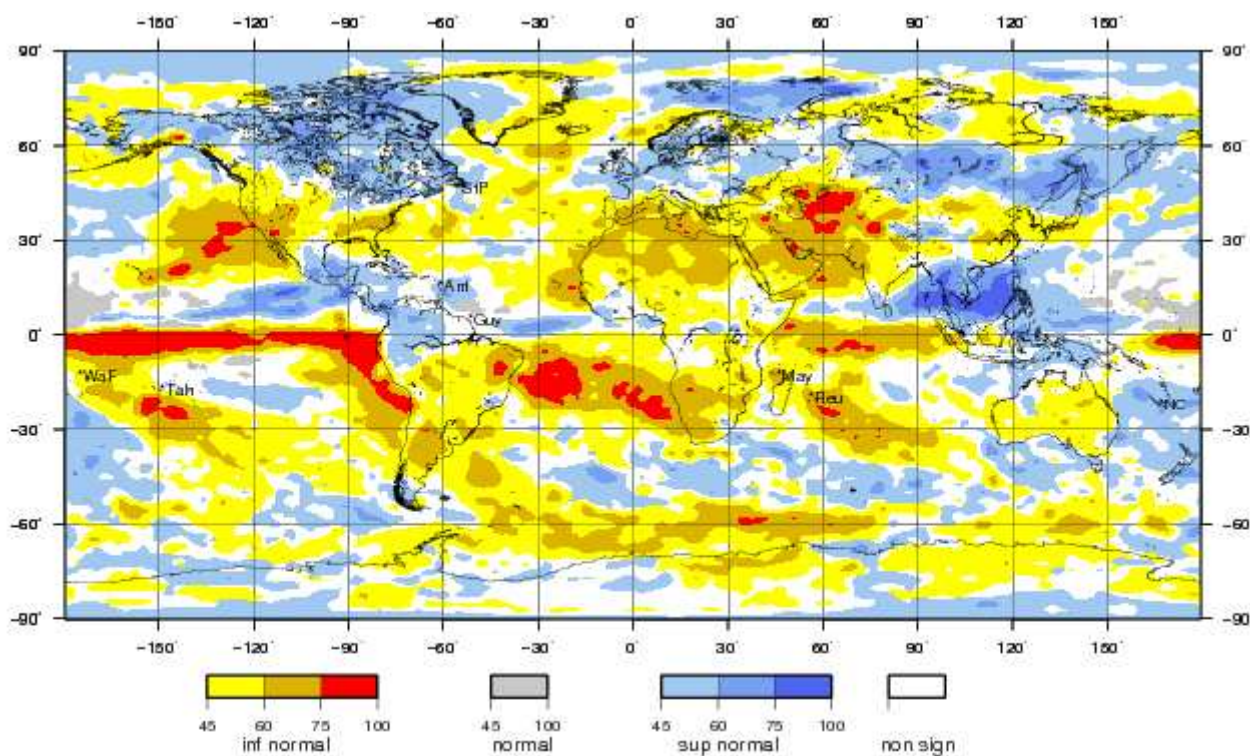 −150˚ −120˚ −90˚ −60˚ −30˚ 0˚ 30˚ 60˚ 90˚ 120˚ 150˚
90˚ 90˚
60˚ 60˚
StP
30˚ 30˚
Ant
Guy
0˚ 0˚
WaF Tah May
Reu NC
−30˚ −30˚
−60˚ −60˚
−90˚ −90˚
−150˚ −120˚ −90˚ −60˚ −30˚ 0˚ 30˚ 60˚ 90˚ 120˚ 150˚
45 60 75 100 45 100 45 60 75 100
inf normal normal sup normal non sign